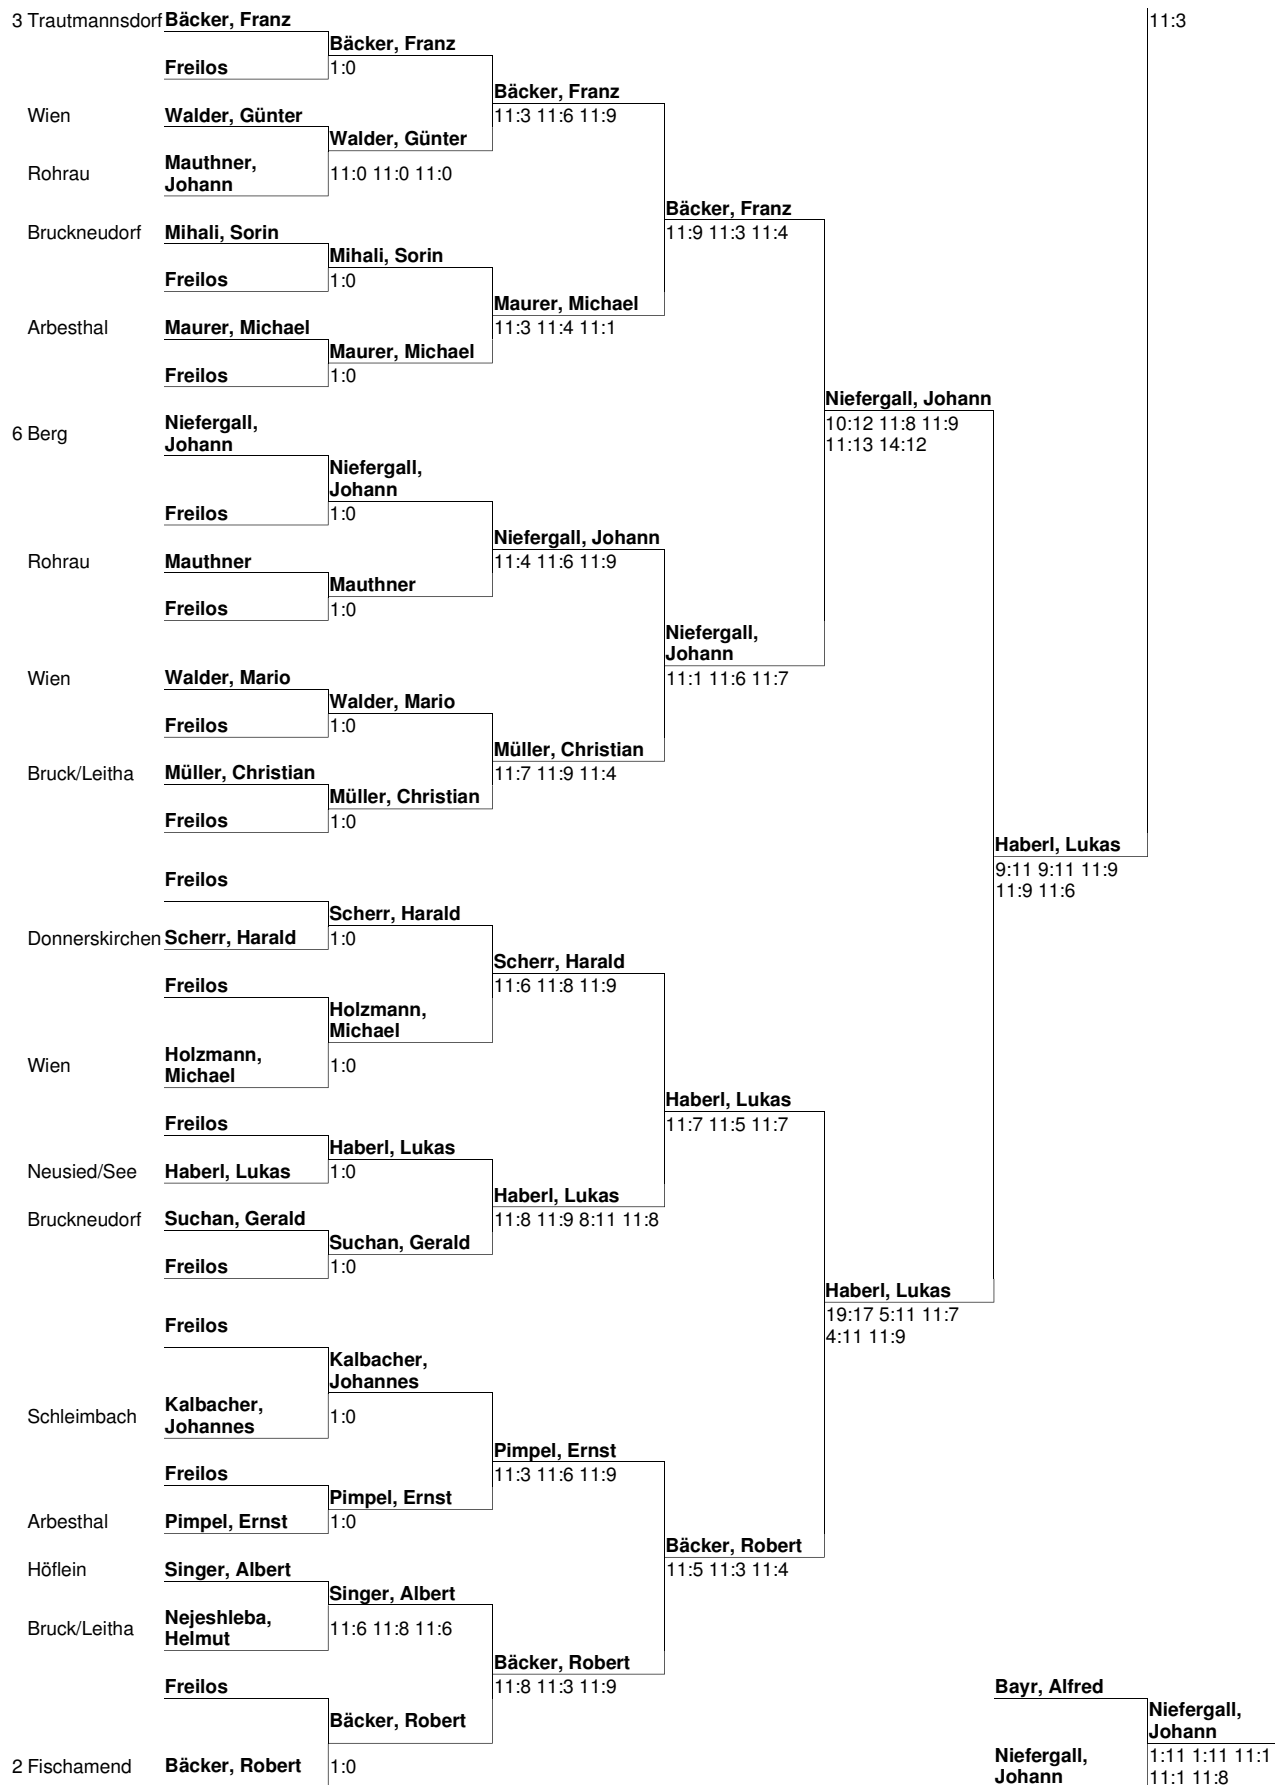 3 Trautmannsdorf Bäcker, Franz
11:3
Bäcker, Franz
Freilos 1:0
Bäcker, Franz
Wien Walder, Günter 11:3 11:6 11:9
Walder, Günter
Rohrau Mauthner,
Johann 11:0 11:0 11:0
Bäcker, Franz
Bruckneudorf Mihali, Sorin 11:9 11:3 11:4
Mihali, Sorin
Freilos 1:0
Maurer, Michael
Arbesthal Maurer, Michael 11:3 11:4 11:1
Maurer, Michael
Freilos 1:0
Niefergall, Johann
6 Berg Niefergall,
Johann
10:12 11:8 11:9
11:13 14:12
Niefergall,
Johann
Freilos 1:0
Niefergall, Johann
Rohrau Mauthner 11:4 11:6 11:9
Mauthner
Freilos 1:0
Niefergall,
Johann
Wien Walder, Mario 11:1 11:6 11:7
Walder, Mario
Freilos 1:0
Müller, Christian
Bruck/Leitha Müller, Christian 11:7 11:9 11:4
Müller, Christian
Freilos 1:0
Haberl, Lukas
9:11 9:11 11:9
11:9 11:6
Freilos
Scherr, Harald
Donnerskirchen Scherr, Harald 1:0
Scherr, Harald
Freilos 11:6 11:8 11:9
Holzmann,
Michael
Wien Holzmann,
Michael 1:0
Haberl, Lukas
Freilos 11:7 11:5 11:7
Haberl, Lukas
Neusied/See Haberl, Lukas 1:0
Haberl, Lukas
Bruckneudorf Suchan, Gerald 11:8 11:9 8:11 11:8
Suchan, Gerald
Freilos 1:0
Haberl, Lukas
19:17 5:11 11:7
4:11 11:9
Freilos
Kalbacher,
Johannes
Schleimbach Kalbacher,
Johannes 1:0
Pimpel, Ernst
Freilos 11:3 11:6 11:9
Pimpel, Ernst
Arbesthal Pimpel, Ernst 1:0
Bäcker, Robert
Höflein Singer, Albert 11:5 11:3 11:4
Singer, Albert
Bruck/Leitha Nejeshleba,
Helmut 11:6 11:8 11:6
Bäcker, Robert
Freilos 11:8 11:3 11:9 Bayr, Alfred
Bäcker, Robert
Niefergall,
Johann
2 Fischamend Bäcker, Robert 1:0
Niefergall,
Johann
1:11 1:11 11:1
11:1 11:8